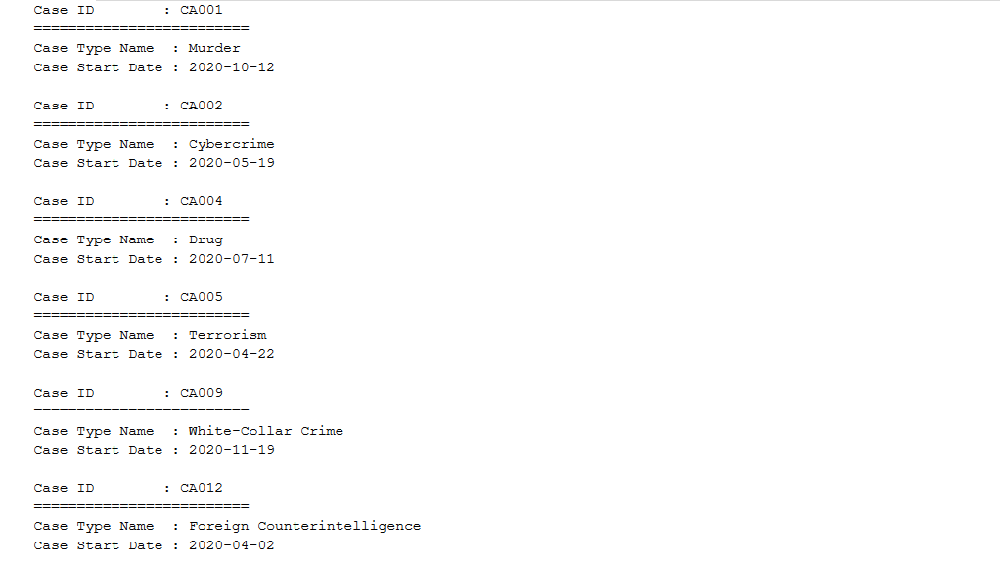 Case ID        : CA001
=========================
Case Type Name  : Murder
Case Start Date : 2020-10-12

Case ID        : CA002
=========================
Case Type Name  : Cybercrime
Case Start Date : 2020-05-19

Case ID        : CA004
=========================
Case Type Name  : Drug
Case Start Date : 2020-07-11

Case ID        : CA005
=========================
Case Type Name  : Terrorism
Case Start Date : 2020-04-22

Case ID        : CA009
=========================
Case Type Name  : White-Collar Crime
Case Start Date : 2020-11-19

Case ID        : CA012
=========================
Case Type Name  : Foreign Counterintelligence
Case Start Date : 2020-04-02